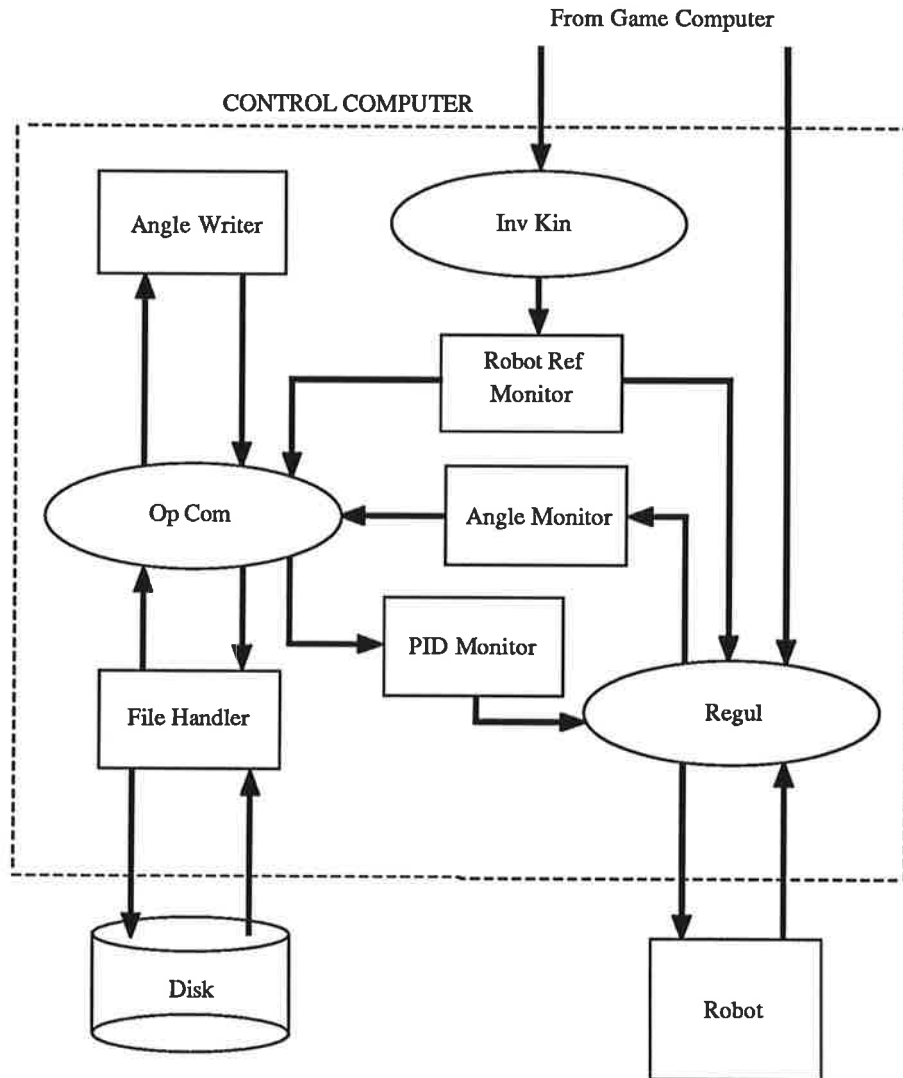 From Game Computer
CONTROL COMPUTER
Angle Writer
Inv Kin
Robot Ref
Monitor
Op Com
Angle Monitor
PID Monitor
File Handler
Regul
Disk
Robot